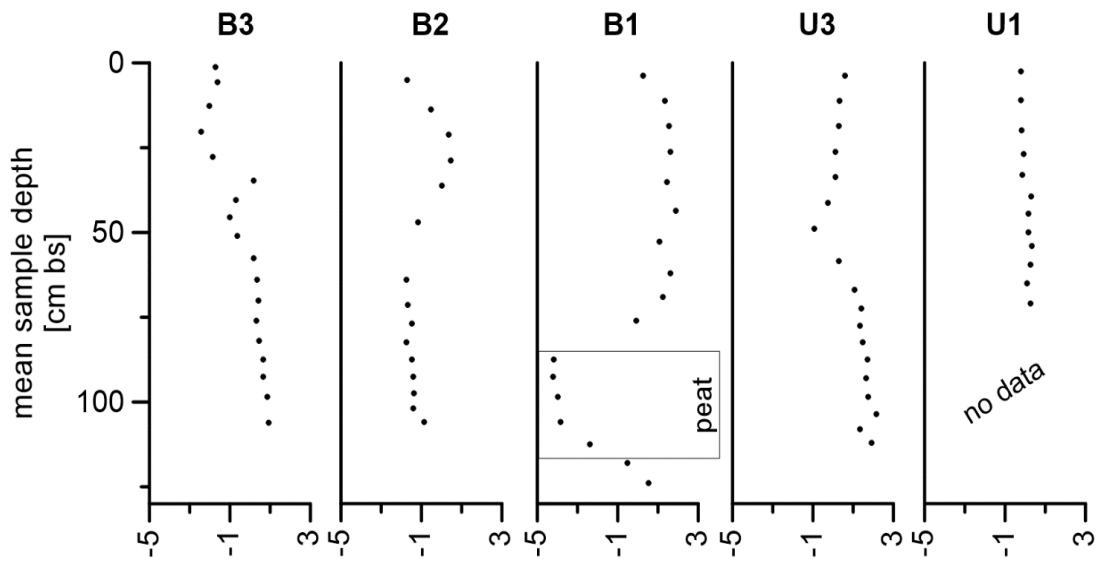 B3 B2 B1 U3 U1
0
50
100
mean sample depth
[cm bs]
peat
no data
-5 -1 3 -5 -1 3 -5 -1 3 -5 -1 3 -5 -1 3